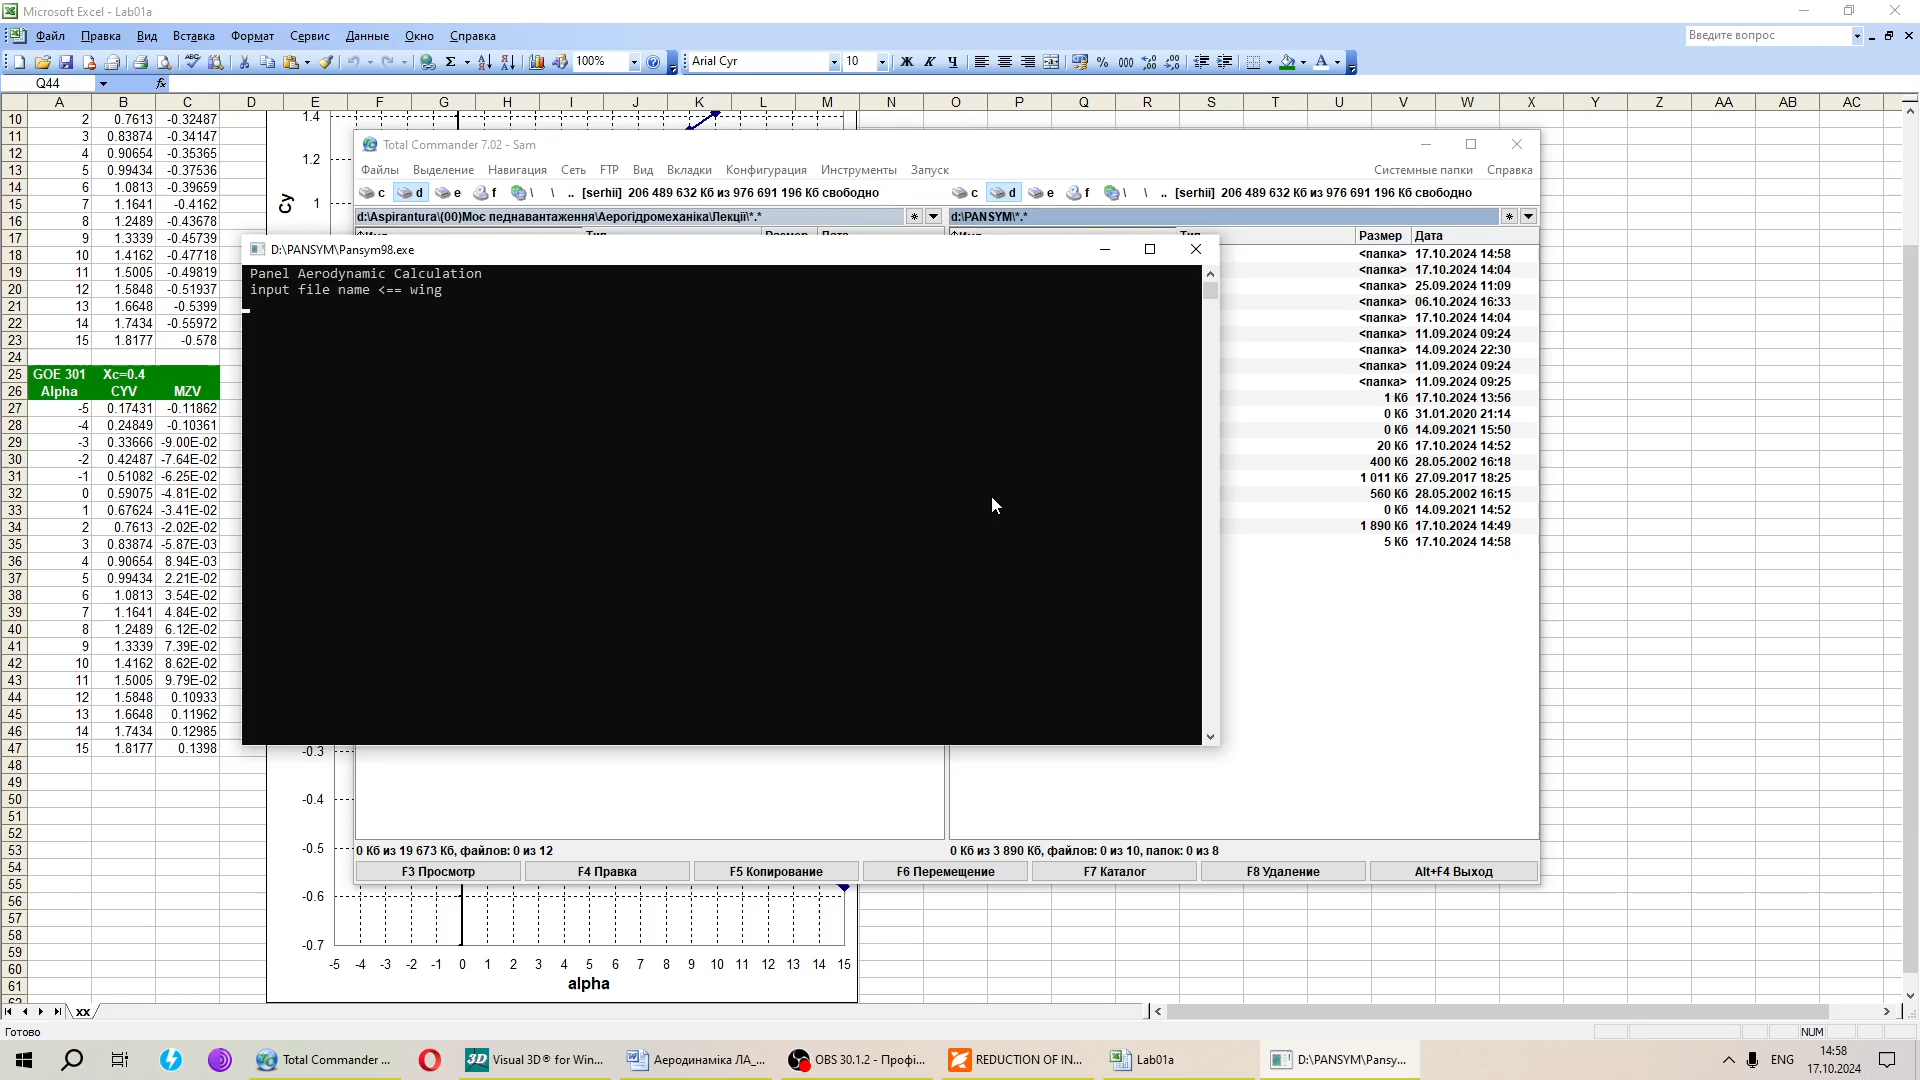 Microsoft Excel - Lab01a
Файл Правка Вид Вставка Формат Сервис Данные Окно Справка
Введите вопрос
100%
Arial Cyr 10 Ж К Ч
Q44 fx
A B C D E F G H I J K L M N O P Q R S T U V W X Y Z AA AB AC
10 2 0.7613 -0.32487
11 3 0.83874 -0.34147
12 4 0.90654 -0.35365
13 5 0.99434 -0.37536
14 6 1.0813 -0.39659
15 7 1.1641 -0.4162
16 8 1.2489 -0.43678
17 9 1.3339 -0.45739
18 10 1.4162 -0.47718
19 11 1.5005 -0.49819
20 12 1.5848 -0.51937
21 13 1.6648 -0.5399
22 14 1.7434 -0.55972
23 15 1.8177 -0.578
24
25 GOE 301 Xc=0.4
26 Alpha CYV MZV
27 -5 0.17431 -0.11862
28 -4 0.24849 -0.10361
29 -3 0.33666 -9.00E-02
30 -2 0.42487 -7.64E-02
31 -1 0.51082 -6.25E-02
32 0 0.59075 -4.81E-02
33 1 0.67624 -3.41E-02
34 2 0.7613 -2.02E-02
35 3 0.83874 -5.87E-03
36 4 0.90654 8.94E-03
37 5 0.99434 2.21E-02
38 6 1.0813 3.54E-02
39 7 1.1641 4.84E-02
40 8 1.2489 6.12E-02
41 9 1.3339 7.39E-02
42 10 1.4162 8.62E-02
43 11 1.5005 9.79E-02
44 12 1.5848 0.10933
45 13 1.6648 0.11962
46 14 1.7434 0.12985
47 15 1.8177 0.1398
48
49
50
51
52
53
54
55
56
57
58
59
60
61
1.4
1.2
1
Cy
-0.3
-0.4
-0.5
-0.6
-0.7
-5 -4 -3 -2 -1 0 1 2 3 4 5 6 7 8 9 10 11 12 13 14 15
alpha
Total Commander 7.02 - Sam
Файлы Выделение Навигация Сеть FTP Вид Вкладки Конфигурация Инструменты Запуск Системные папки Справка
c d e f \ .. [serhii] 206 489 632 Кб из 976 691 196 Кб свободно
c d e f \ .. [serhii] 206 489 632 Кб из 976 691 196 Кб свободно
d:\Aspirantura\(00)Моє педнавантаження\Аерогідромеханіка\Лекції\*.*
d:\PANSYM\*.*
Размер Дата
<папка> 17.10.2024 14:58
<папка> 17.10.2024 14:04
<папка> 25.09.2024 11:09
<папка> 06.10.2024 16:33
<папка> 17.10.2024 14:04
<папка> 11.09.2024 09:24
<папка> 14.09.2024 22:30
<папка> 11.09.2024 09:24
<папка> 11.09.2024 09:25
1 Кб 17.10.2024 13:56
0 Кб 31.01.2020 21:14
0 Кб 14.09.2021 15:50
20 Кб 17.10.2024 14:52
400 Кб 28.05.2002 16:18
1 011 Кб 27.09.2017 18:25
560 Кб 28.05.2002 16:15
0 Кб 14.09.2021 14:52
1 890 Кб 17.10.2024 14:49
5 Кб 17.10.2024 14:58
D:\PANSYM\Pansym98.exe
Panel Aerodynamic Calculation
input file name <== wing
0 Кб из 19 673 Кб, файлов: 0 из 12
0 Кб из 3 890 Кб, файлов: 0 из 10, папок: 0 из 8
F3 Просмотр F4 Правка F5 Копирование F6 Перемещение F7 Каталог F8 Удаление Alt+F4 Выход
xx
Готово
NUM
Total Commander ...
Visual 3D® for Win...
Аеродинаміка ЛА_...
OBS 30.1.2 - Профі...
REDUCTION OF IN...
Lab01a
D:\PANSYM\Pansy...
ENG
14:58
17.10.2024